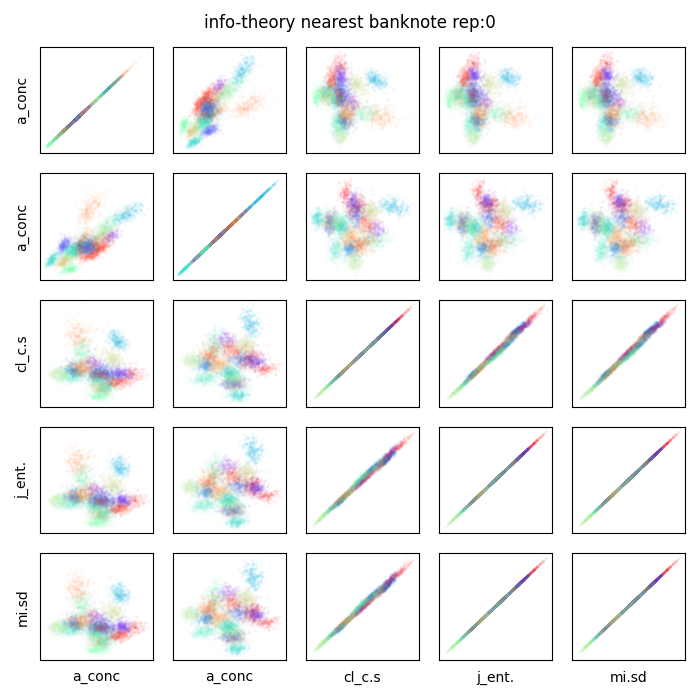 info-theory nearest banknote rep:0
a_conc
a_conc
cl_c.s
j_ent.
mi.sd
a_conc a_conc cl_c.s j_ent. mi.sd